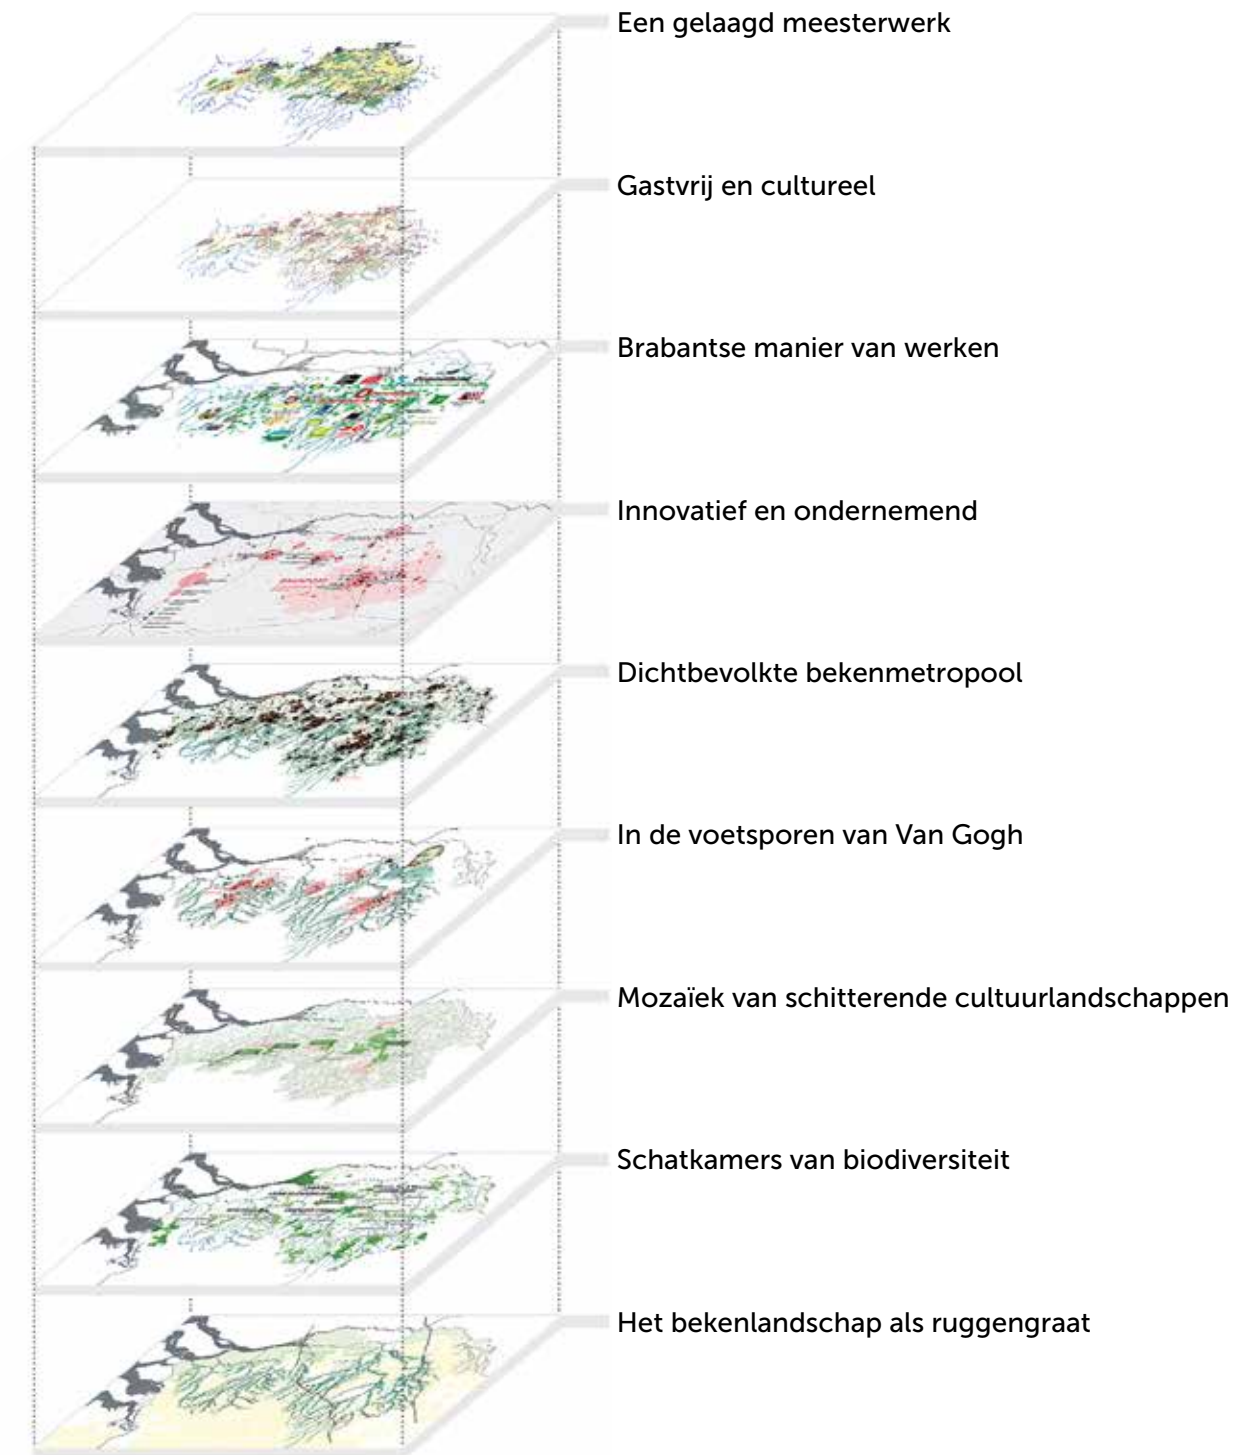 Een gelaagd meesterwerk
Gastvrij en cultureel
Brabantse manier van werken
Innovatief en ondernemend
Dichtbevolkte bekenmetropool
In de voetsporen van Van Gogh
Mozaïek van schitterende cultuurlandschappen
Schatkamers van biodiversiteit
Het bekenlandschap als ruggengraat